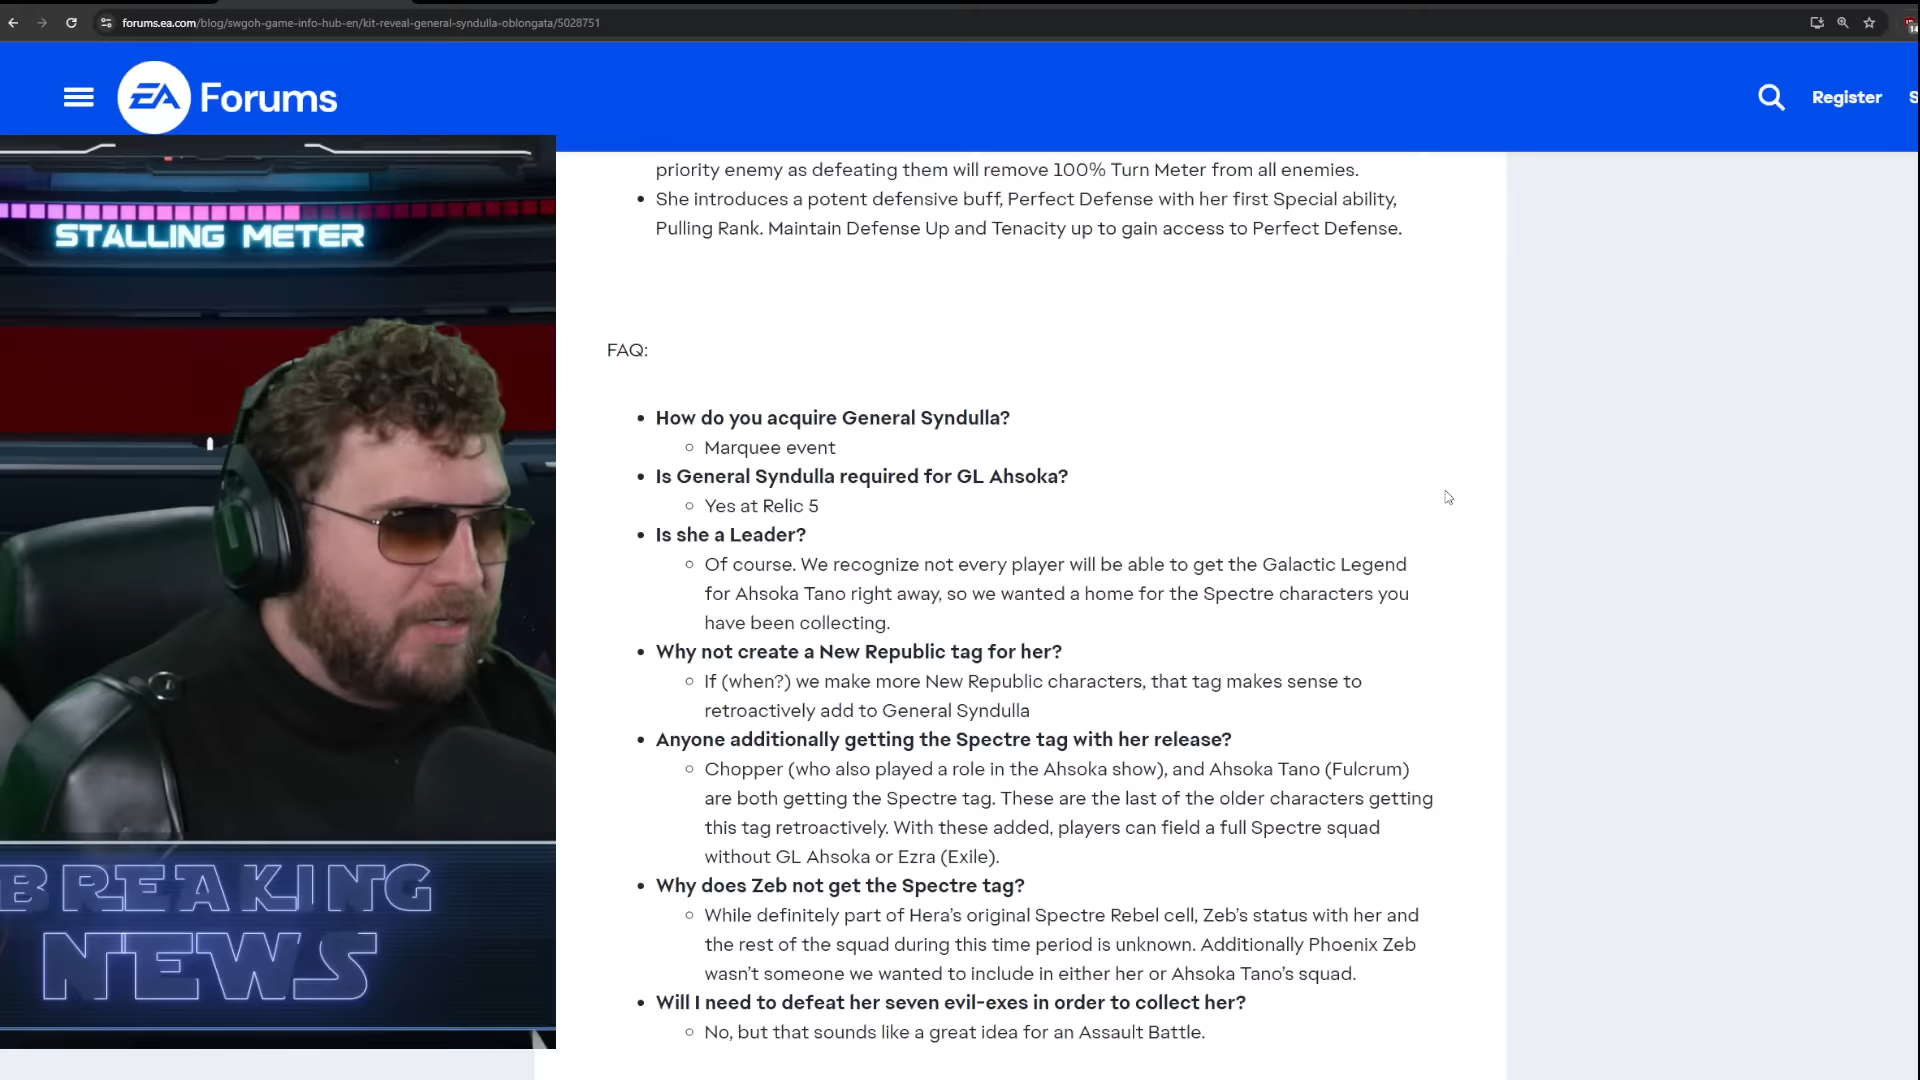 forums.ea.com/blog/swgoh-game-info-hub-en/kit-reveal-general-syndulla-oblongata/5028751
14
EA Forums
Register
S
STALLING METER
BREAKING
NEWS
priority enemy as defeating them will remove 100% Turn Meter from all enemies.
• She introduces a potent defensive buff, Perfect Defense with her first Special ability,
Pulling Rank. Maintain Defense Up and Tenacity up to gain access to Perfect Defense.
FAQ:
• How do you acquire General Syndulla?
○ Marquee event
• Is General Syndulla required for GL Ahsoka?
○ Yes at Relic 5
• Is she a Leader?
○ Of course. We recognize not every player will be able to get the Galactic Legend
for Ahsoka Tano right away, so we wanted a home for the Spectre characters you
have been collecting.
• Why not create a New Republic tag for her?
○ If (when?) we make more New Republic characters, that tag makes sense to
retroactively add to General Syndulla
• Anyone additionally getting the Spectre tag with her release?
○ Chopper (who also played a role in the Ahsoka show), and Ahsoka Tano (Fulcrum)
are both getting the Spectre tag. These are the last of the older characters getting
this tag retroactively. With these added, players can field a full Spectre squad
without GL Ahsoka or Ezra (Exile).
• Why does Zeb not get the Spectre tag?
○ While definitely part of Hera's original Spectre Rebel cell, Zeb's status with her and
the rest of the squad during this time period is unknown. Additionally Phoenix Zeb
wasn't someone we wanted to include in either her or Ahsoka Tano's squad.
• Will I need to defeat her seven evil-exes in order to collect her?
○ No, but that sounds like a great idea for an Assault Battle.